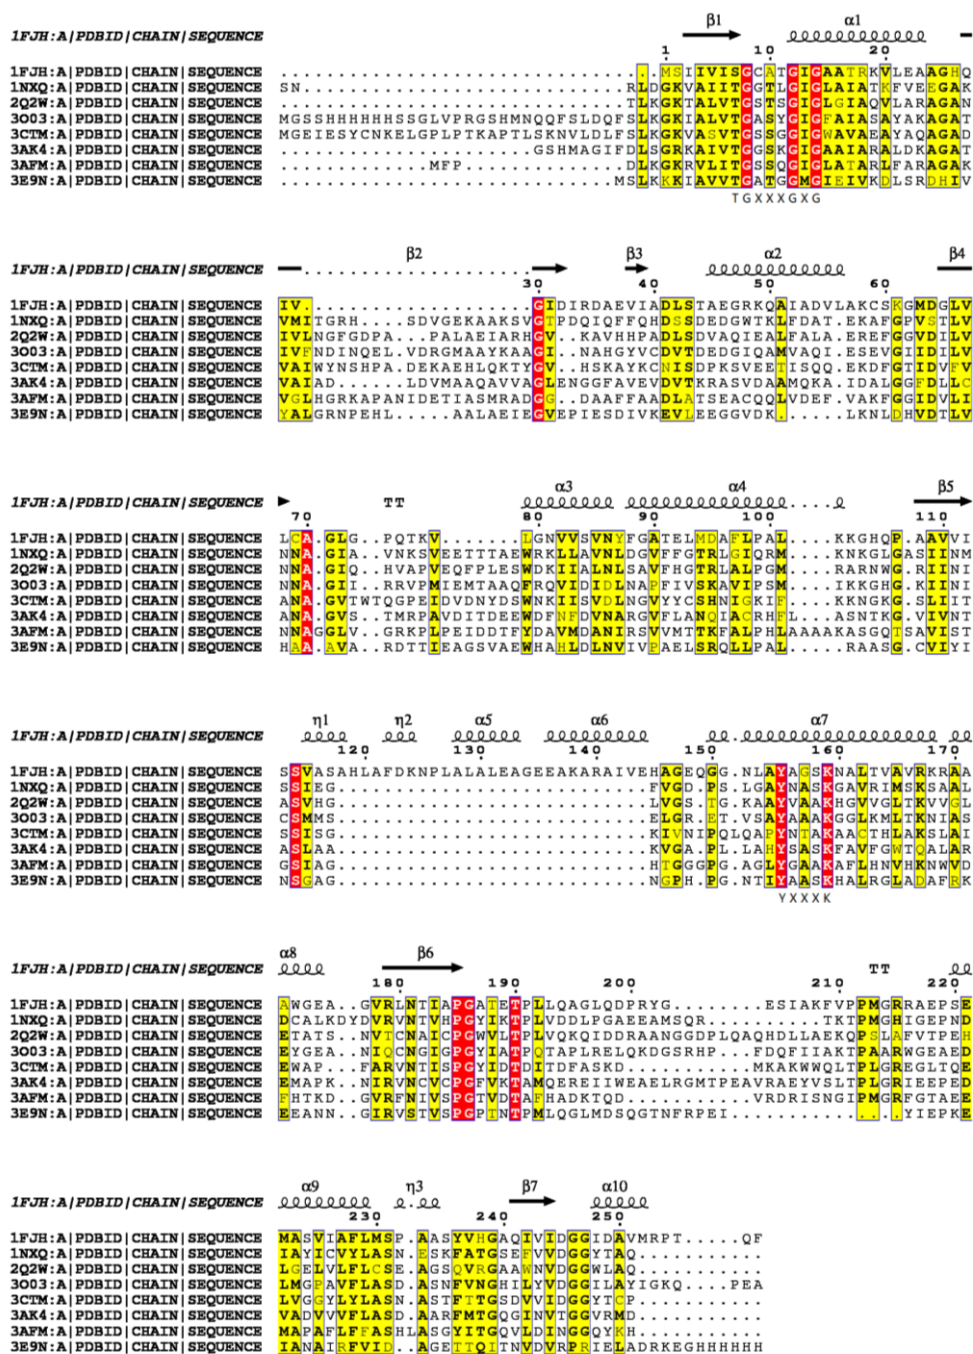 1FJH:A|PDBID|CHAIN|SEQUENCE β1 α1
1 10 20
1FJH:A|PDBID|CHAIN|SEQUENCE ......................................MSIIVISGCATGIGAATRKVLEAAGHQ
1NXQ:A|PDBID|CHAIN|SEQUENCE SN............................RLDGKVAIITGGTLGIGLAIATKFVEEGAK
2Q2W:A|PDBID|CHAIN|SEQUENCE ..............................TLKGKTALVTGSTSGIGLGIAQVLARAGAN
3O03:A|PDBID|CHAIN|SEQUENCE MGSSHHHHHHSSGLVPRGSHMNQQFSLDQFSLKGKIALVTGASYGIGFAIASAYAKAGAT
3CTM:A|PDBID|CHAIN|SEQUENCE MGEIESYCNKELGPLPTKAPTLSKNVLDLFSLKGKVASVTGSSGGIGWAVAEAYAQAGAD
3AK4:A|PDBID|CHAIN|SEQUENCE ......................GSHMAGIFDLSGRKAIVTGGSKGIGAAIARALDKAGAT
3AFM:A|PDBID|CHAIN|SEQUENCE .............MFP..............DLKGKRVLITGSSQGIGLATARLFARAGAT
3E9N:A|PDBID|CHAIN|SEQUENCE .............................MSLKKKIAVVTGATGGMGIEIVKDLSRDHIV
TGXXXGXG
1FJH:A|PDBID|CHAIN|SEQUENCE β2 β3 α2 β4
30 40 50 60
1FJH:A|PDBID|CHAIN|SEQUENCE IV....................GIDIRDAEVIADLSTAEGRKQAIADVLAKCSKGMDGLV
1NXQ:A|PDBID|CHAIN|SEQUENCE VMITGRH...SDVGEKAAKSVGTPDQIQFFQHDSSDEDGWTKLFDAT.EKAFGPVSTLV
2Q2W:A|PDBID|CHAIN|SEQUENCE IVLNGFGDPA...PALAEIARHGV..KAVHHPADLSDVAQIEALFALA.EREFGGVDILV
3O03:A|PDBID|CHAIN|SEQUENCE IVFNDINQEL...VDRGMAAYKAAGI..NAHGYVCDVTDEDGIQAMVAQI.ESEVGIIDILV
3CTM:A|PDBID|CHAIN|SEQUENCE VAIWYNSHPA.DEKAEHLQKTYGV..HSKAYKCNISDPKSVEETISQQ.EKDFGTIDVFV
3AK4:A|PDBID|CHAIN|SEQUENCE VAIAD.....LDVMAAQAVVAGLENGGFAVEVDVTKRASVDAAMQKA.IDALGGFDLLC
3AFM:A|PDBID|CHAIN|SEQUENCE VGLHGRKAPANIDETIASMRADGG..DAAFFAADLATSEACQQLVDEF.VAKFGGIDVLI
3E9N:A|PDBID|CHAIN|SEQUENCE YALGRNPEHL....AALAEIEGVEPIESDIVKEVLEEGGVDK.....LKNLDHVDTLV
1FJH:A|PDBID|CHAIN|SEQUENCE TT α3 α4 β5
70 80 90 100 110
1FJH:A|PDBID|CHAIN|SEQUENCE LCA.GLG..PQTKV.......LGNVVSVNYFGATELMDAFLPAL....KKGHQP.AAVVI
1NXQ:A|PDBID|CHAIN|SEQUENCE NNA.GIA..VNKSVEETTTAEWRKLLAVNLDGVFFGTRLGIQRM....KNKGLGASIINM
2Q2W:A|PDBID|CHAIN|SEQUENCE NNA.GIQ..HVAPVEQFPLESWDKIIALNLSAVFHGTRLALPGM....RARNWG.RIINI
3O03:A|PDBID|CHAIN|SEQUENCE NNA.GII..RRVPMIEMTAAQFRQVIDIDLNAPFIVSKAVIPSM....IKKGHG.KIINI
3CTM:A|PDBID|CHAIN|SEQUENCE ANA.GVTWTQGPEIDVDNYDSWNKIISVDLNGVYYCSHNIGKIF....KKNGKG.SLIIT
3AK4:A|PDBID|CHAIN|SEQUENCE ANA.GVS..TMRPAVDITDEEWDFNFDVNARGVFLANQIACRHFL...ASNTKG.VIVNT
3AFM:A|PDBID|CHAIN|SEQUENCE NNAGGLV..GRKPLPEIDDTFYDAVMDANIRSVVMTTKFALPHLAAAAKASGQTSAVIST
3E9N:A|PDBID|CHAIN|SEQUENCE HAA.AVA..RDTTIEAGSVAEWHAHLDLNVIVPAELSRQLLPAL.....RAASG.CVIYI
1FJH:A|PDBID|CHAIN|SEQUENCE η1 η2 α5 α6 α7
120 130 140 150 160 170
1FJH:A|PDBID|CHAIN|SEQUENCE SSVASAHLAFDKNPLALALEAGEEAKARAIVEHAGEQGG.NLAYAGSKNALTVAVRKRAA
1NXQ:A|PDBID|CHAIN|SEQUENCE SSIEG...........................FVGD.PS.LGAYNASKGAVRIMSKSAAL
2Q2W:A|PDBID|CHAIN|SEQUENCE ASVHG...........................LVGS.TG.KAAYVAAKHGVVGLTKVVGL
3O03:A|PDBID|CHAIN|SEQUENCE CSMMS...........................ELGR.ET.VSAYAAAKGGLKMLTKNIAS
3CTM:A|PDBID|CHAIN|SEQUENCE SSISG...........................KIVNIPQLQAPYNTAKAACTHLAKSLAI
3AK4:A|PDBID|CHAIN|SEQUENCE ASLAA...........................KVGA.PL.LAHYSASKFAVFGWTQALAR
3AFM:A|PDBID|CHAIN|SEQUENCE GSIAG...........................HTGGGPG.AGLYGAAKAFLHNVHKNWVR
3E9N:A|PDBID|CHAIN|SEQUENCE NSGAG...........................NGPH.PG.NTIYAASKHALRGLADAFRK
YXXXK
1FJH:A|PDBID|CHAIN|SEQUENCE α8 β6 TT
180 190 200 210 220
1FJH:A|PDBID|CHAIN|SEQUENCE AWGEA..GVRLNTIAPGATETPLLQAGLQDPRYG........ESIAKFVPPMGRRAEPSE
1NXQ:A|PDBID|CHAIN|SEQUENCE DCALKDYDVRVNTVHPGYIKTPLVDDLPGAEEAMSQR.........TKTPMGHIGEPND
2Q2W:A|PDBID|CHAIN|SEQUENCE ETATS..NVTCNAICPGWVLTPLVQKQIDDRAANGGDPLQAQHDLLAEKQPSLAFVTPEH
3O03:A|PDBID|CHAIN|SEQUENCE EYGEA..NIQCNGIGPGYIATPQTAPLRELQKDGSRHP....FDQFIIAKTPAARWGEAED
3CTM:A|PDBID|CHAIN|SEQUENCE EWAP...FARVNTISPGYIDTDITDFASKD..........MKAKWWQLTPLGREGLTQE
3AK4:A|PDBID|CHAIN|SEQUENCE EMAPK..NIRVNCVCPGFVKTAMQEREIIWEAELRGMTPEAVRAEYVSLTPLGRIEEPED
3AFM:A|PDBID|CHAIN|SEQUENCE FHTKD..GVRFNIVSPGTVDTAFHADKTQD..........VRDRISNGIPMGRFGTAEE
3E9N:A|PDBID|CHAIN|SEQUENCE EEANN..GIRVSTVSPGPTNTPMLQGLMDSQGTNFRPEI............YIEPKE
1FJH:A|PDBID|CHAIN|SEQUENCE α9 η3 β7 α10
230 240 250
1FJH:A|PDBID|CHAIN|SEQUENCE MASVIAFLMSP.AASYVHGAQIVIDGGIDAVMRPT.....QF
1NXQ:A|PDBID|CHAIN|SEQUENCE IAYICVYLASN.ESKFATGSEFVVDGGYTAQ...........
2Q2W:A|PDBID|CHAIN|SEQUENCE LGELVLFLCSE.AGSQVRGAAWNVDGGWLAQ...........
3O03:A|PDBID|CHAIN|SEQUENCE LMGPAVFLASD.ASNFVNGHILYVDGGILAYIGKQ....PEA
3CTM:A|PDBID|CHAIN|SEQUENCE LVGGYLYLASN.ASTFTTGSDVVIDGGYTCP...........
3AK4:A|PDBID|CHAIN|SEQUENCE VADVVVFLASD.AARFMTGQGINVTGGVRMD...........
3AFM:A|PDBID|CHAIN|SEQUENCE MAPAFLFFASHLASGYITGQVLDINGGQYKH...........
3E9N:A|PDBID|CHAIN|SEQUENCE IANAIRFVID..AGETTQITNVDVRPRIELADRKEGHHHHHH